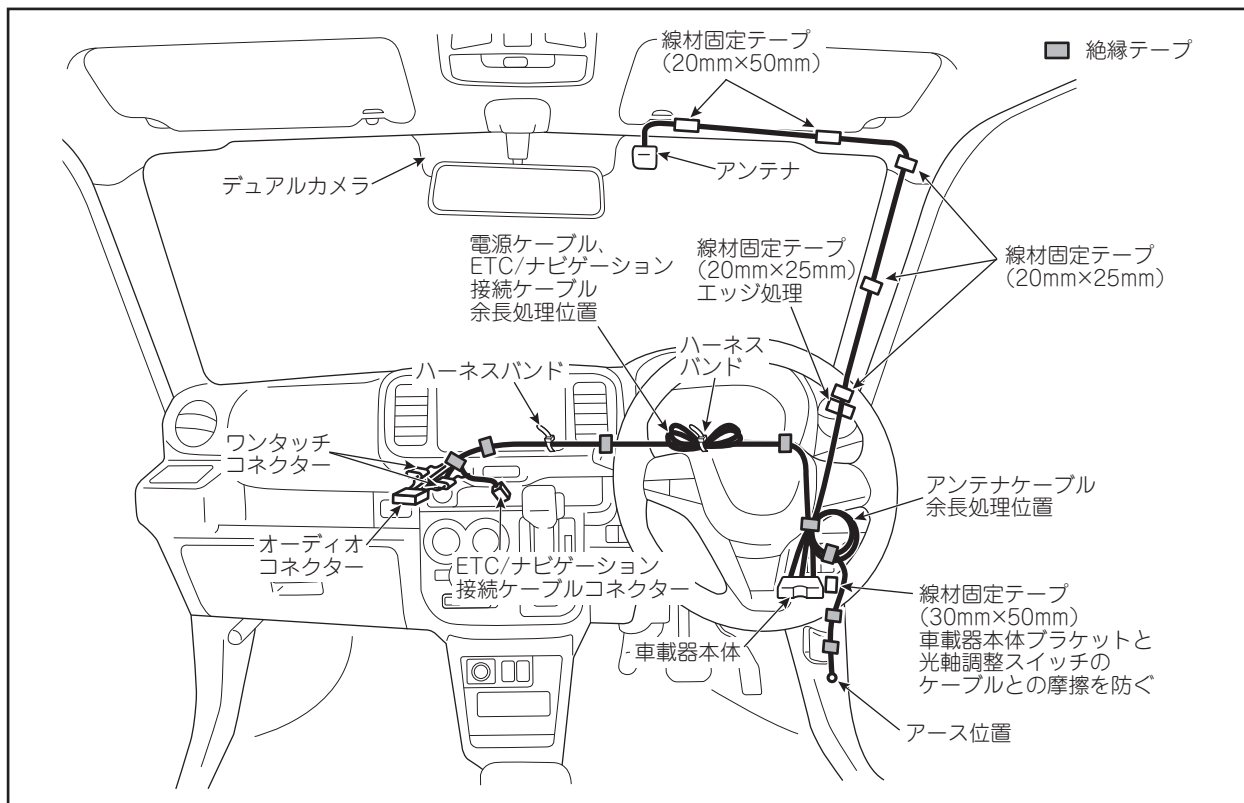 線材固定テープ
(20mm×50mm)
絶縁テープ
アンテナ
デュアルカメラ
電源ケーブル、
ETC/ナビゲーション
接続ケーブル
余長処理位置
線材固定テープ
(20mm×25mm)
エッジ処理
線材固定テープ
(20mm×25mm)
ハーネスバンド
ハーネス
バンド
ワンタッチ
コネクター
アンテナケーブル
余長処理位置
オーディオ
コネクター
ETC/ナビゲーション
接続ケーブルコネクター
車載器本体
線材固定テープ
(30mm×50mm)
車載器本体ブラケットと
光軸調整スイッチの
ケーブルとの摩擦を防ぐ
アース位置